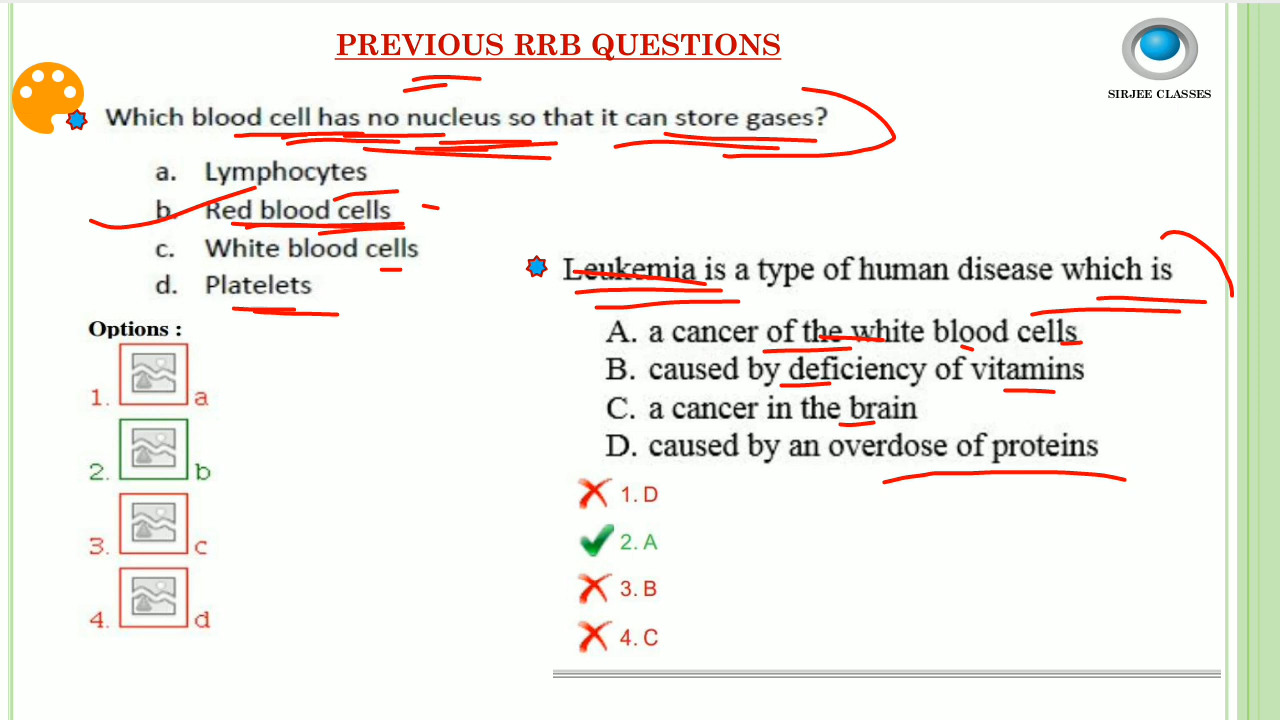 PREVIOUS RRB QUESTIONS
SIRJEE CLASSES
Which blood cell has no nucleus so that it can store gases?
a. Lymphocytes
b. Red blood cells
c. White blood cells
d. Platelets
Options :
1. a
2. b
3. c
4. d
Leukemia is a type of human disease which is
A. a cancer of the white blood cells
B. caused by deficiency of vitamins
C. a cancer in the brain
D. caused by an overdose of proteins
1. D
2. A
3. B
4. C